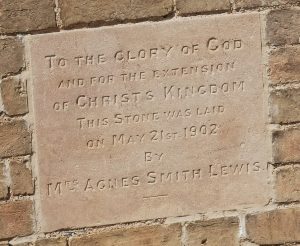 TO THE GLORY OF GOD
AND FOR THE EXTENSION
OF CHRISTS KINGDOM
THIS STONE WAS LAID
ON MAY 21ST 1902
BY
MRS AGNES SMITH LEWIS.